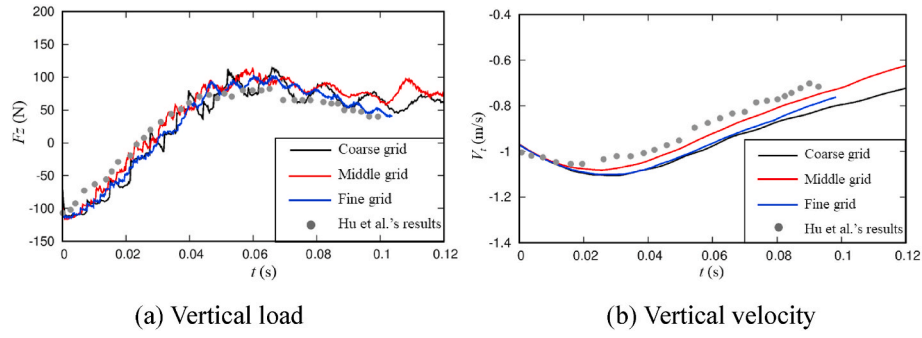 200
150
100
50
0
-50
-100
-150
Fz (N)
0 0.02 0.04 0.06 0.08 0.1 0.12
t (s)
Coarse grid
Middle grid
Fine grid
Hu et al.'s results
(a) Vertical load
-0.4
-0.6
-0.8
-1
-1.2
-1.4
0 0.02 0.04 0.06 0.08 0.1 0.12
t (s)
Coarse grid
Middle grid
Fine grid
Hu et al.'s results
(b) Vertical velocity